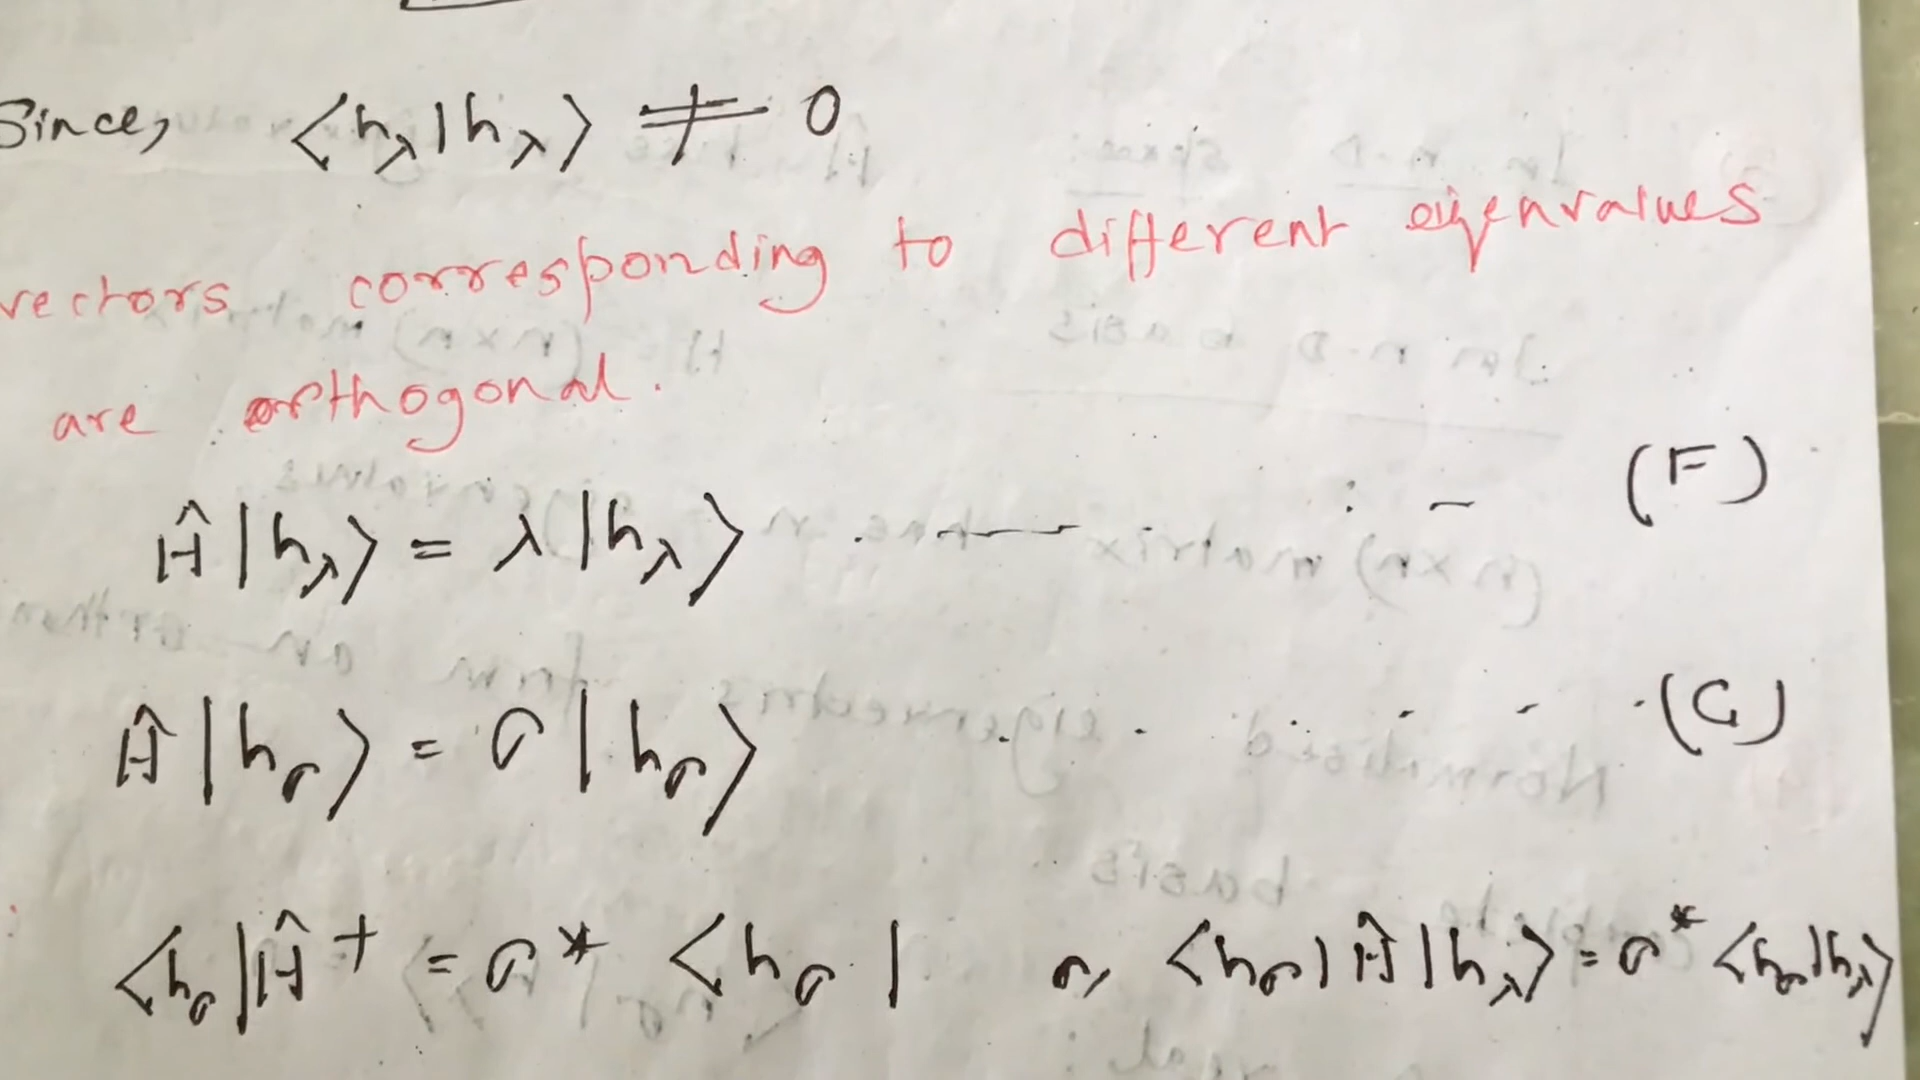 Since, ⟨h_λ|h_λ⟩ ≠ 0
vectors corresponding to different eigenvalues
are orthogonal.
Ĥ|h_λ⟩ = λ|h_λ⟩ . —— : – (F)
Ĥ|h_σ⟩ = σ|h_σ⟩ . . . . . . (G)
⟨h_σ|Ĥ† = σ* ⟨h_σ| or, ⟨h_σ|Ĥ|h_λ⟩ = σ* ⟨h_σ|h_λ⟩